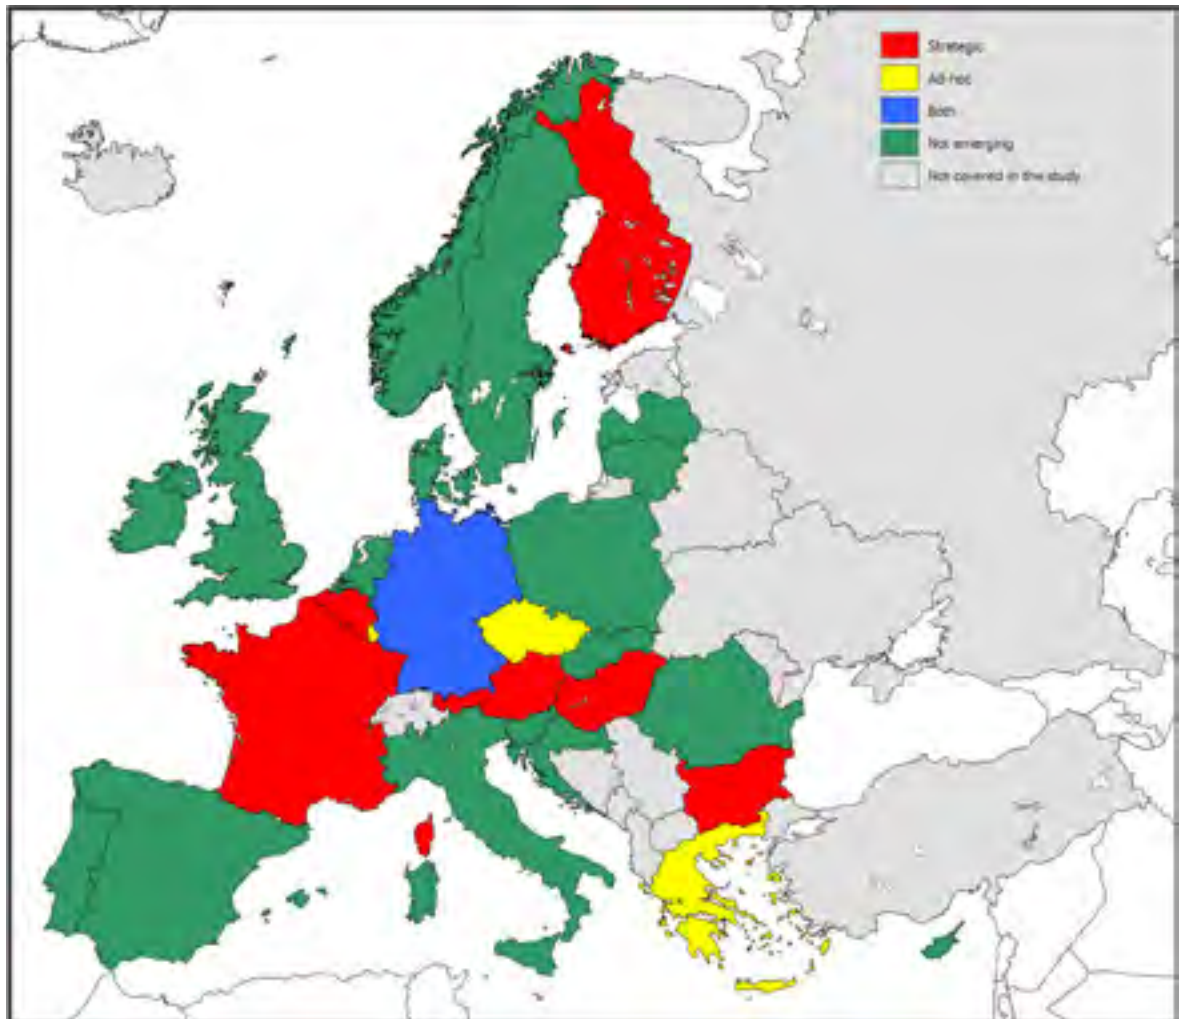 Strategic
Ad-hoc
Both
Not emerging
Not covered in the study